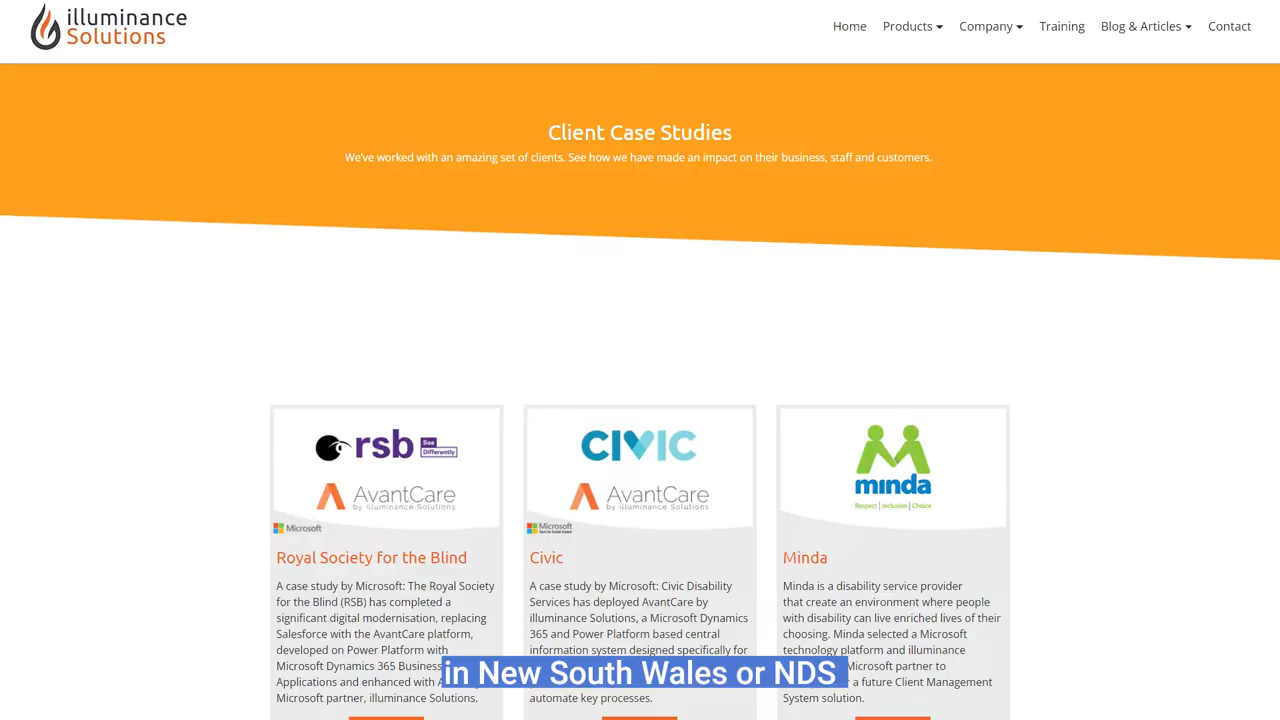 illuminance
Solutions
Home Products Company Training Blog & Articles Contact
Client Case Studies
We've worked with an amazing set of clients. See how we have made an impact on their business, staff and customers.
rsb See Differently
AvantCare
by illuminance Solutions
Microsoft
Royal Society for the Blind
A case study by Microsoft: The Royal Society
for the Blind (RSB) has completed a
significant digital modernisation, replacing
Salesforce with the AvantCare platform,
developed on Power Platform with
Microsoft Dynamics 365 Business
Applications and enhanced with
Microsoft partner, illuminance Solutions.
CIVIC
AvantCare
by illuminance Solutions
Microsoft
Tech for Social Impact
Civic
A case study by Microsoft: Civic Disability
Services has deployed AvantCare by
illuminance Solutions, a Microsoft Dynamics
365 and Power Platform based central
information system designed specifically for
automate key processes.
minda
Respect | Inclusion | Choice
Minda
Minda is a disability service provider
that create an environment where people
with disability can live enriched lives of their
choosing. Minda selected a Microsoft
technology platform and illuminance
Microsoft partner to
a future Client Management
System solution.
in New South Wales or NDS